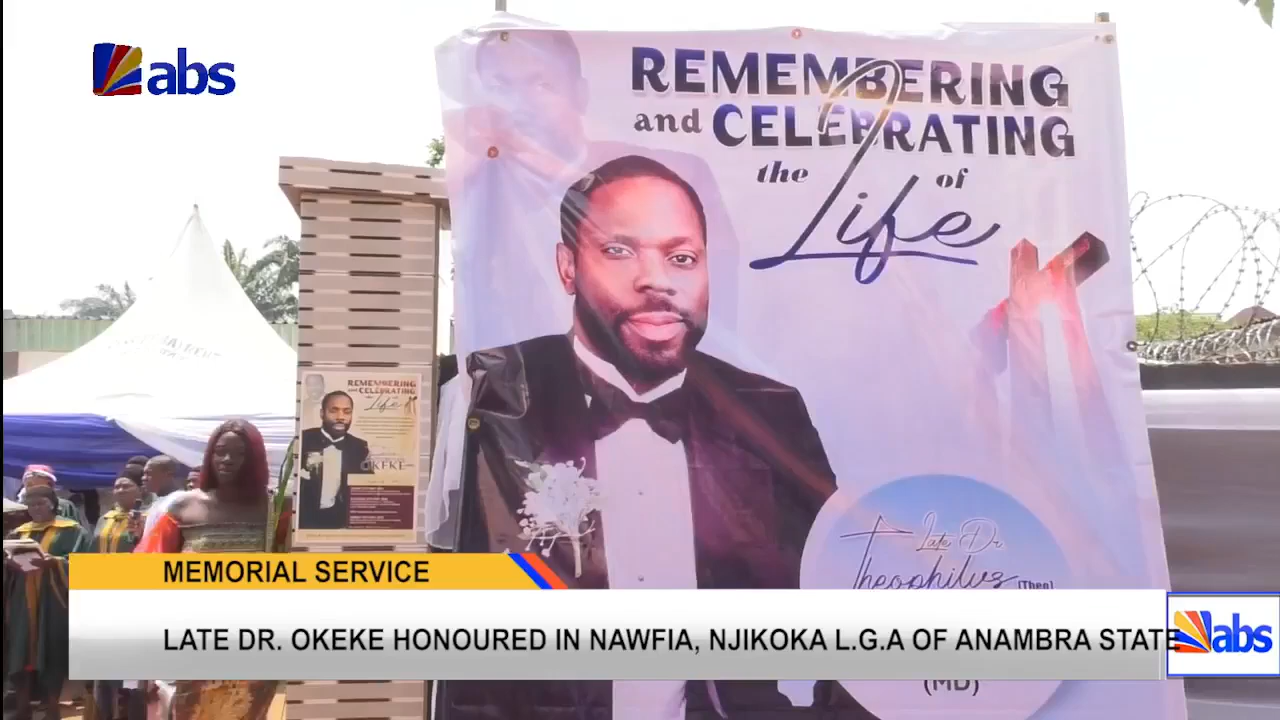 abs
REMEMBERING
and CELEBRATING
the Life of
REMEMBERING
and CELEBRATING
Life
OKEKE
Late Dr
Theophilus (Theo)
MEMORIAL SERVICE
LATE DR. OKEKE HONOURED IN NAWFIA, NJIKOKA L.G.A OF ANAMBRA STATE
abs
(MD)